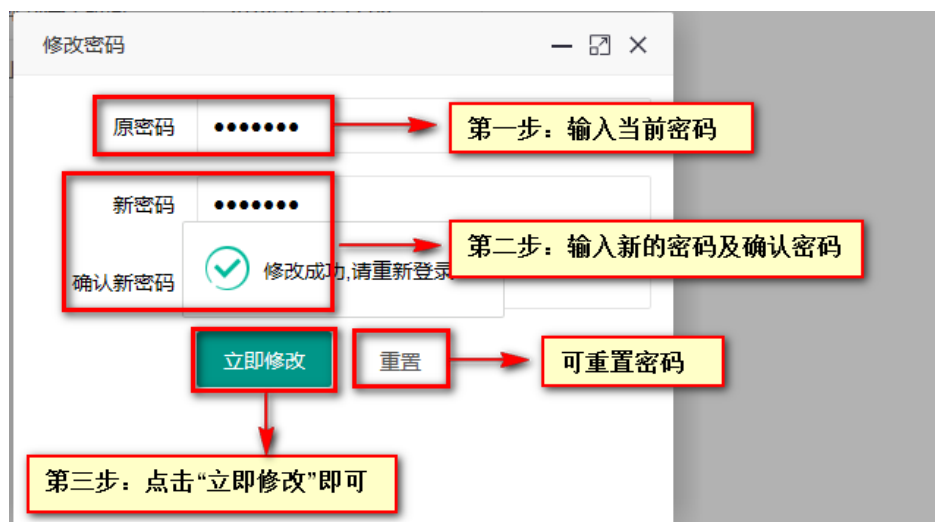 修改密码
原密码 •••••••
第一步：输入当前密码
新密码 •••••••
第二步：输入新的密码及确认密码
修改成功,请重新登录
确认新密码
立即修改
重置
可重置密码
第三步：点击“立即修改”即可